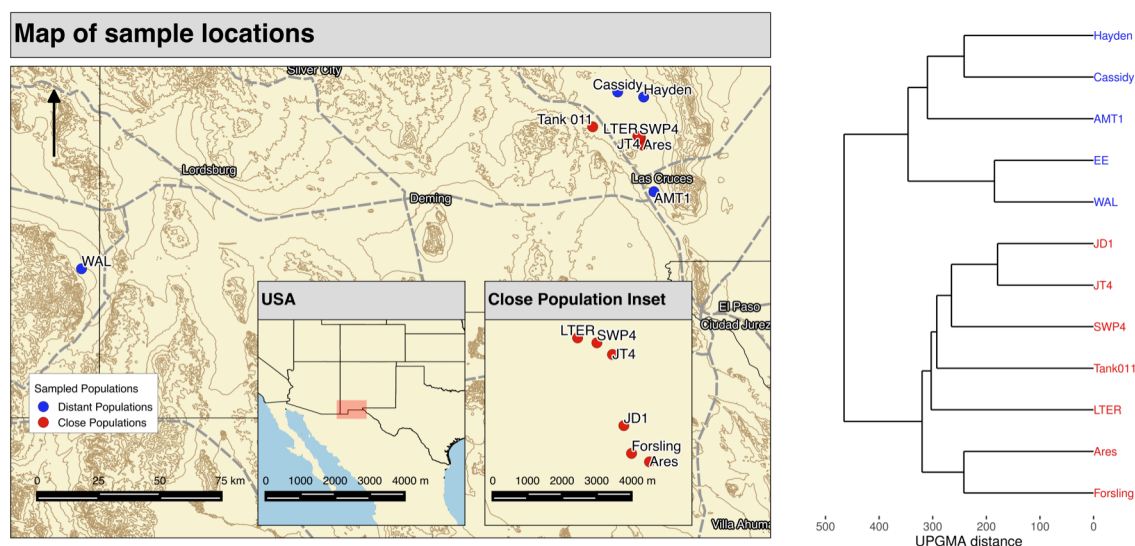 Map of sample locations
Silver City
Cassidy
Hayden
Tank 011
LTER
SWP4
JT4
Ares
Lordsburg
Las Cruces
Deming
AMT1
WAL
USA
Close Population Inset
El Paso
Ciudad Jurez
LTER
SWP4
JT4
Sampled Populations
Distant Populations
Close Populations
JD1
Forsling
Ares
0 25 50 75 km
0 1000 2000 3000 4000 m
0 1000 2000 3000 4000 m
Villa Ahuma
Hayden
Cassidy
AMT1
EE
WAL
JD1
JT4
SWP4
Tank011
LTER
Ares
Forsling
500 400 300 200 100 0
UPGMA distance